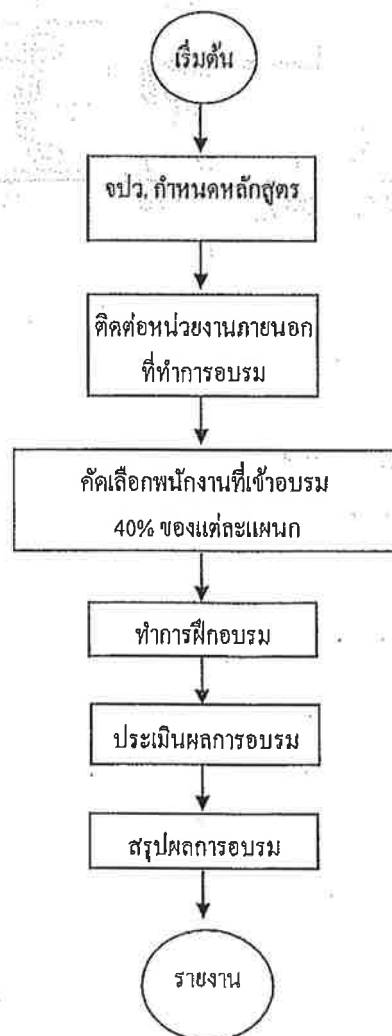 เริ่มต้น
จปว. กำหนดหลักสูตร
ติดต่อหน่วยงานภายนอก
ที่ทำการอบรม
คัดเลือกพนักงานที่เข้าอบรม
40% ของแต่ละแผนก
ทำการฝึกอบรม
ประเมินผลการอบรม
สรุปผลการอบรม
รายงาน